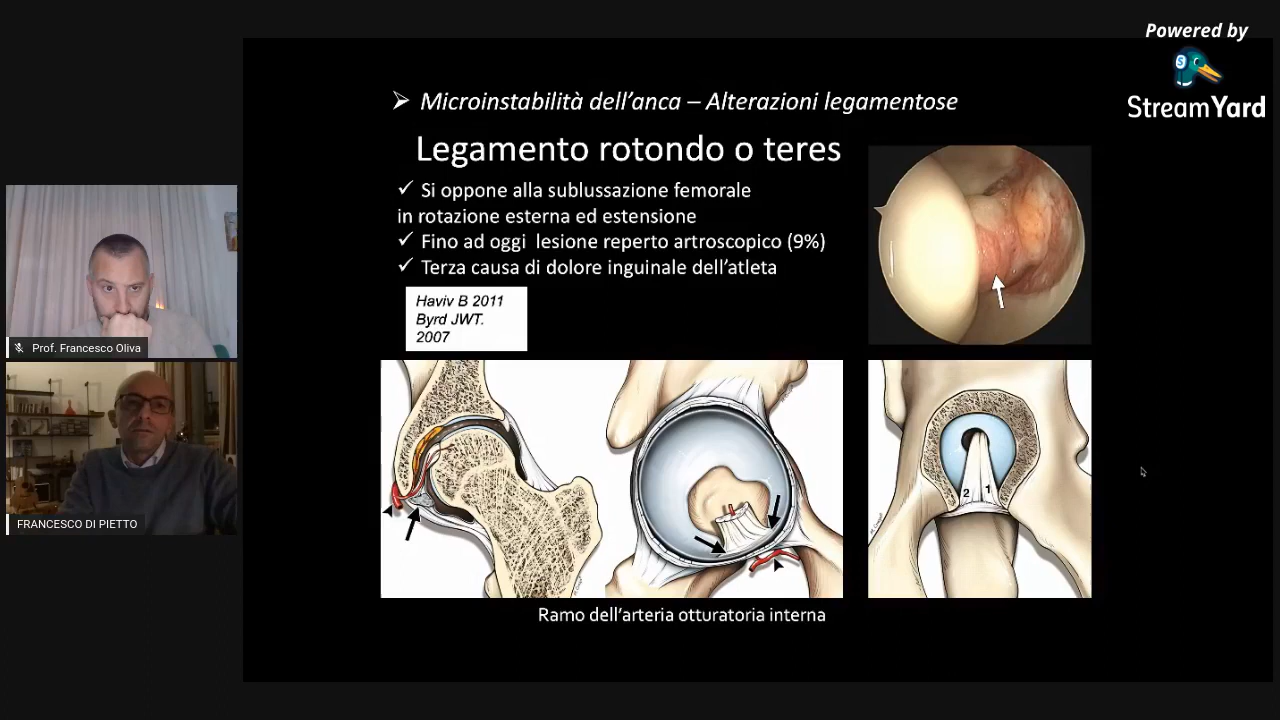 Powered by
StreamYard
➤ Microinstabilità dell'anca – Alterazioni legamentose
Legamento rotondo o teres
✓ Si oppone alla sublussazione femorale
in rotazione esterna ed estensione
✓ Fino ad oggi lesione reperto artroscopico (9%)
✓ Terza causa di dolore inguinale dell'atleta
Haviv B 2011
Byrd JWT.
2007
Prof. Francesco Oliva
FRANCESCO DI PIETTO
2 1
Ramo dell'arteria otturatoria interna